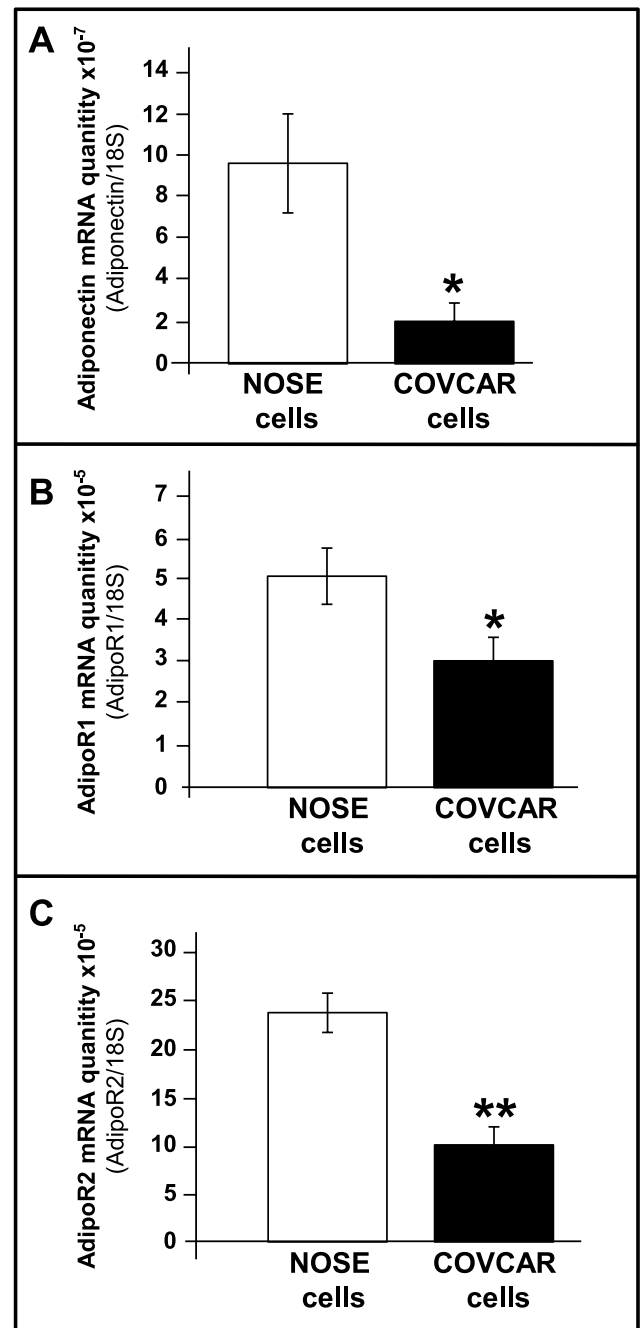 A
Adiponectin mRNA quanitity x10-7
(Adiponectin/18S)
14
12
10
8
6
4
2
0
*
NOSE cells
COVCAR cells
B
AdipoR1 mRNA quanitity x10-5
(AdipoR1/18S)
7
6
5
4
3
2
1
0
*
NOSE cells
COVCAR cells
C
AdipoR2 mRNA quanitity x10-5
(AdipoR2/18S)
30
25
20
15
10
5
0
**
NOSE cells
COVCAR cells